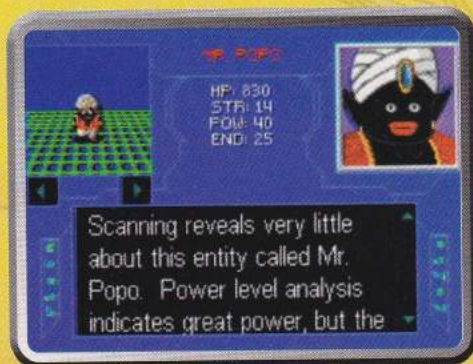 MR. POPO
HP: 830
STR: 14
POW: 40
END: 25
Scanning reveals very little
about this entity called Mr.
Popo. Power level analysis
indicates great power, but the